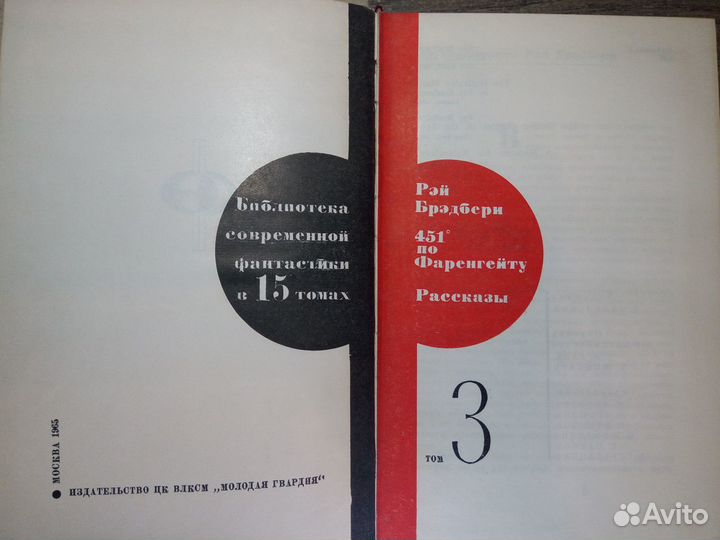 Библиотека
современной
фантастики
в 15 томах
● МОСКВА 1965
ИЗДАТЕЛЬСТВО ЦК ВЛКСМ „МОЛОДАЯ ГВАРДИЯ“
Рэй
Брэдбери
451°
по
Фаренгейту
Рассказы
том 3
Avito